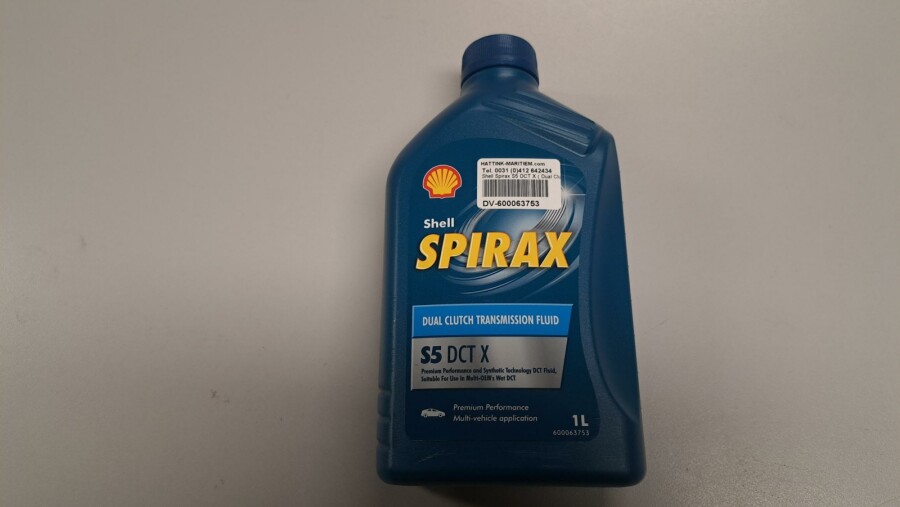 HATTINK-MARITIEM.com
Tel. 0031 (0)412 642434
Shell Spirax S5 DCT X ( Dual Clu
DV-600063753
Shell
SPIRAX
DUAL CLUTCH TRANSMISSION FLUID
S5 DCT X
Premium Performance and Synthetic Technology DCT Fluid,
Suitable For Use In Multi-OEM's Wet DCT
Premium Performance
Multi-vehicle application
1L
600063753